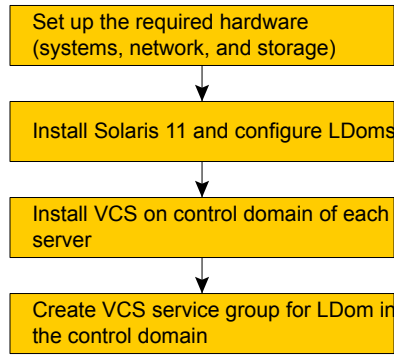 Set up the required hardware
(systems, network, and storage)
Install Solaris 11 and configure LDoms
Install VCS on control domain of each
server
Create VCS service group for LDom in
the control domain